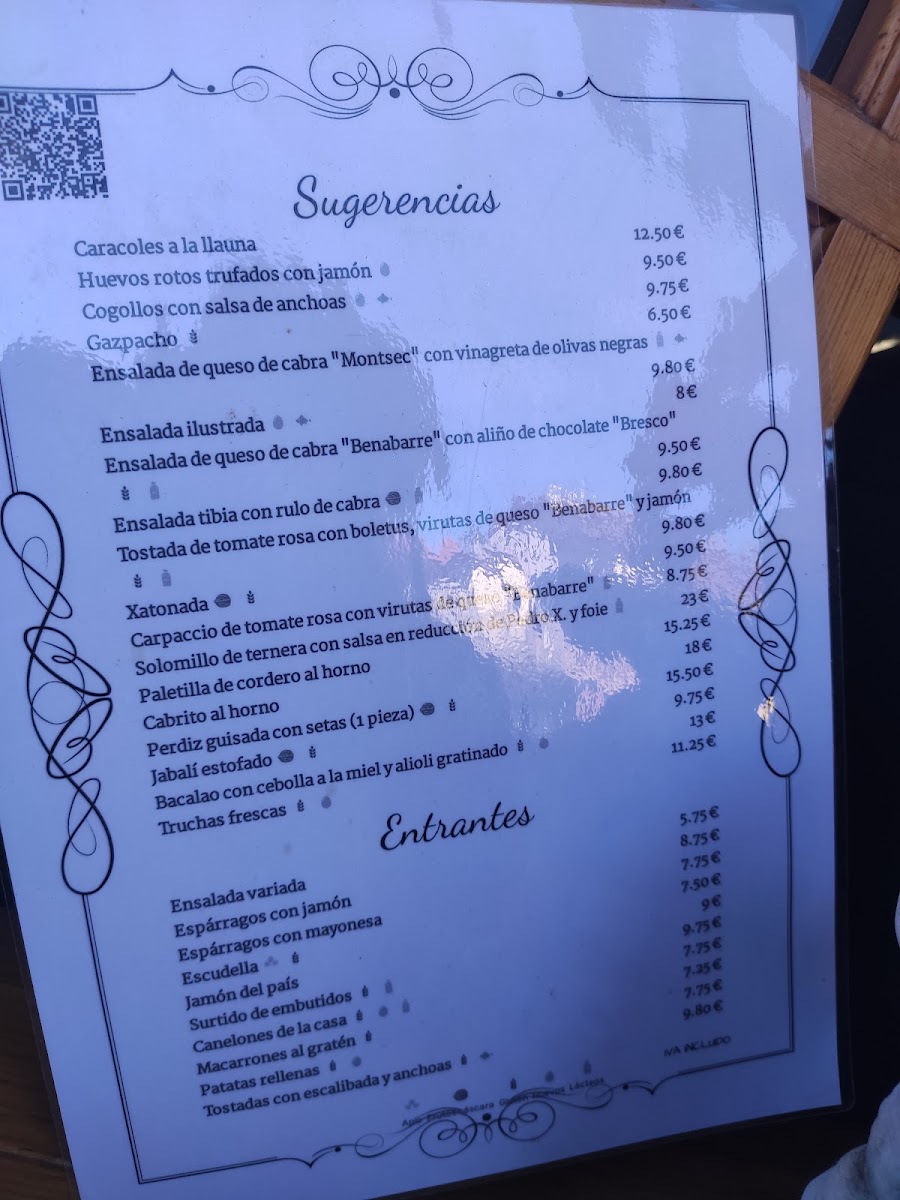 Sugerencias
Caracoles a la llauna 12.50 €
Huevos rotos trufados con jamón 9.50 €
Cogollos con salsa de anchoas 9.75 €
Gazpacho 6.50 €
Ensalada de queso de cabra "Montsec" con vinagreta de olivas negras
9.80 €
Ensalada ilustrada 8 €
Ensalada de queso de cabra "Benabarre" con aliño de chocolate "Bresco"
9.50 €
Ensalada tibia con rulo de cabra 9.80 €
Tostada de tomate rosa con boletus, virutas de queso "Benabarre" y jamón
9.80 €
Xatonada 9.50 €
Carpaccio de tomate rosa con virutas de queso "Benabarre" 8.75 €
Solomillo de ternera con salsa en reducción de Pedro X. y foie 23 €
Paletilla de cordero al horno 15.25 €
Cabrito al horno 18 €
Perdiz guisada con setas (1 pieza) 15.50 €
Jabalí estofado 9.75 €
Bacalao con cebolla a la miel y alioli gratinado 13 €
Truchas frescas 11.25 €
Entrantes
Ensalada variada 5.75 €
Espárragos con jamón 8.75 €
Espárragos con mayonesa 7.75 €
Escudella 7.50 €
Jamón del país 9 €
Surtido de embutidos 9.75 €
Canelones de la casa 7.75 €
Macarrones al gratén 7.25 €
Patatas rellenas 7.75 €
Tostadas con escalibada y anchoas 9.80 €
IVA INCLUIDO
Huevos Lácteos